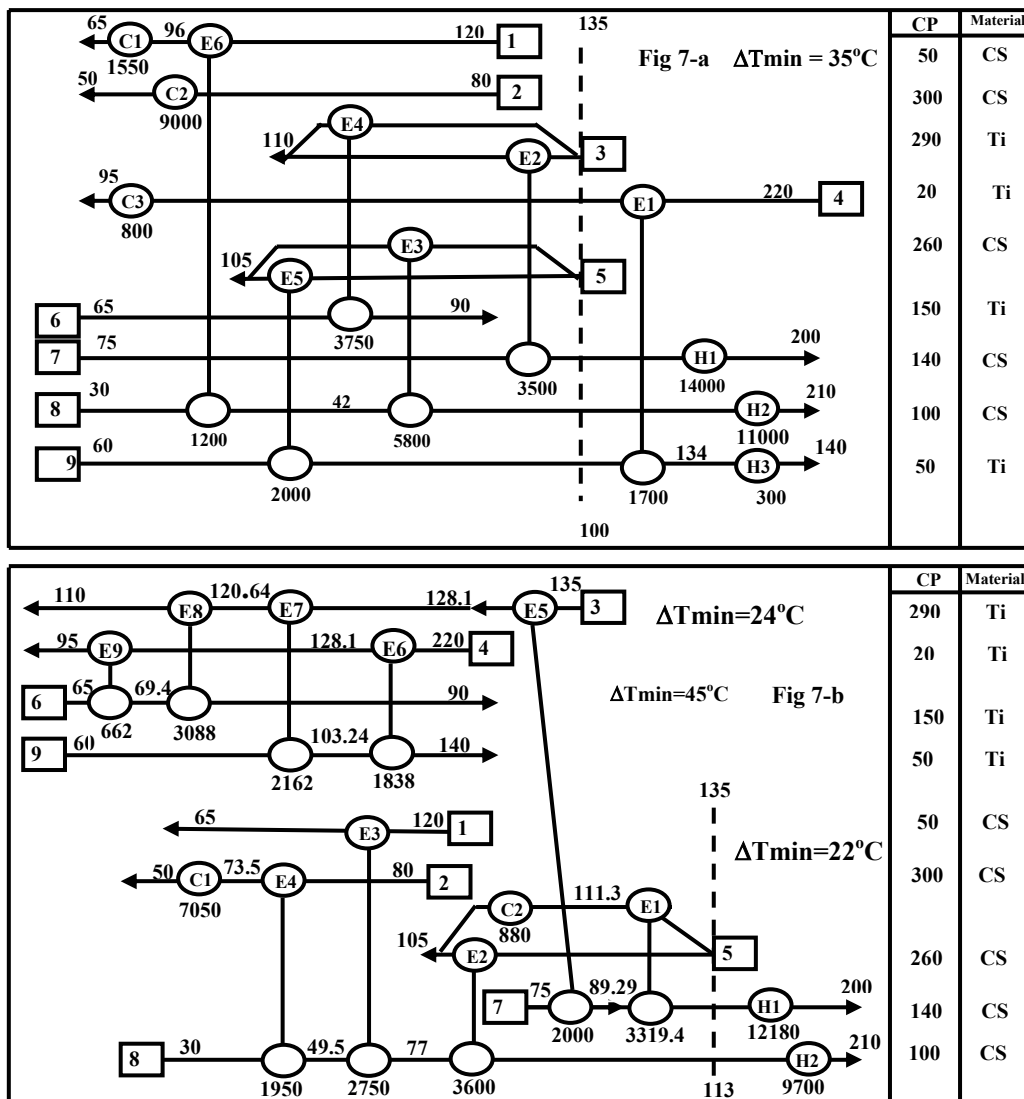 CP Material
65 96 120 135
C1 E6 1 Fig 7-a ΔTmin = 35°C 50 CS
1550
50 80
C2 2 300 CS
9000
E4
110 E2 3 290 Ti
95 220
C3 E1 4 20 Ti
800
E3 260 CS
105 E5 5
65 90
6 150 Ti
3750
75 200
7 H1 140 CS
3500 14000
30 42 210
8 H2 100 CS
1200 5800 11000
60 134 140
9 H3 50 Ti
2000 1700 300
100
CP Material
110 120.64 128.1 135
E8 E7 E5 3 ΔTmin=24°C 290 Ti
95 128.1 220
E9 E6 4 20 Ti
65 69.4 90 ΔTmin=45°C Fig 7-b
6 150 Ti
662 3088
60 103.24 140
9 50 Ti
2162 1838
135
65 120
E3 1 50 CS
ΔTmin=22°C
50 73.5 80
C1 E4 2 300 CS
7050
111.3
C2 E1
880
105 E2 5 260 CS
75 89.29 200
7 H1 140 CS
2000 3319.4 12180
30 49.5 77 210
8 H2 100 CS
1950 2750 3600 113 9700